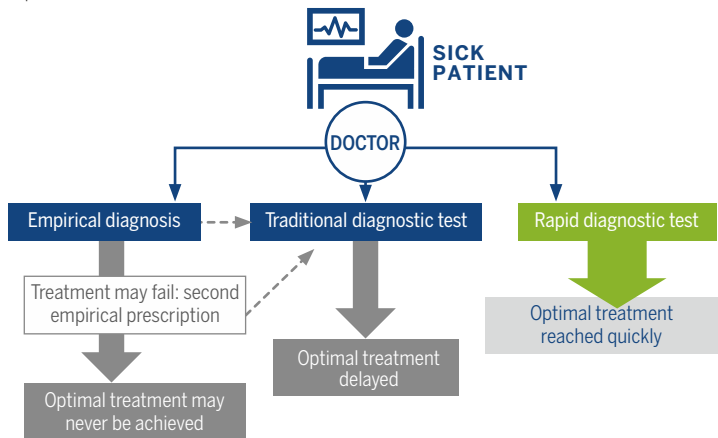 SICK
PATIENT
DOCTOR
Empirical diagnosis
Traditional diagnostic test
Rapid diagnostic test
Treatment may fail: second
empirical prescription
Optimal treatment
reached quickly
Optimal treatment
delayed
Optimal treatment may
never be achieved